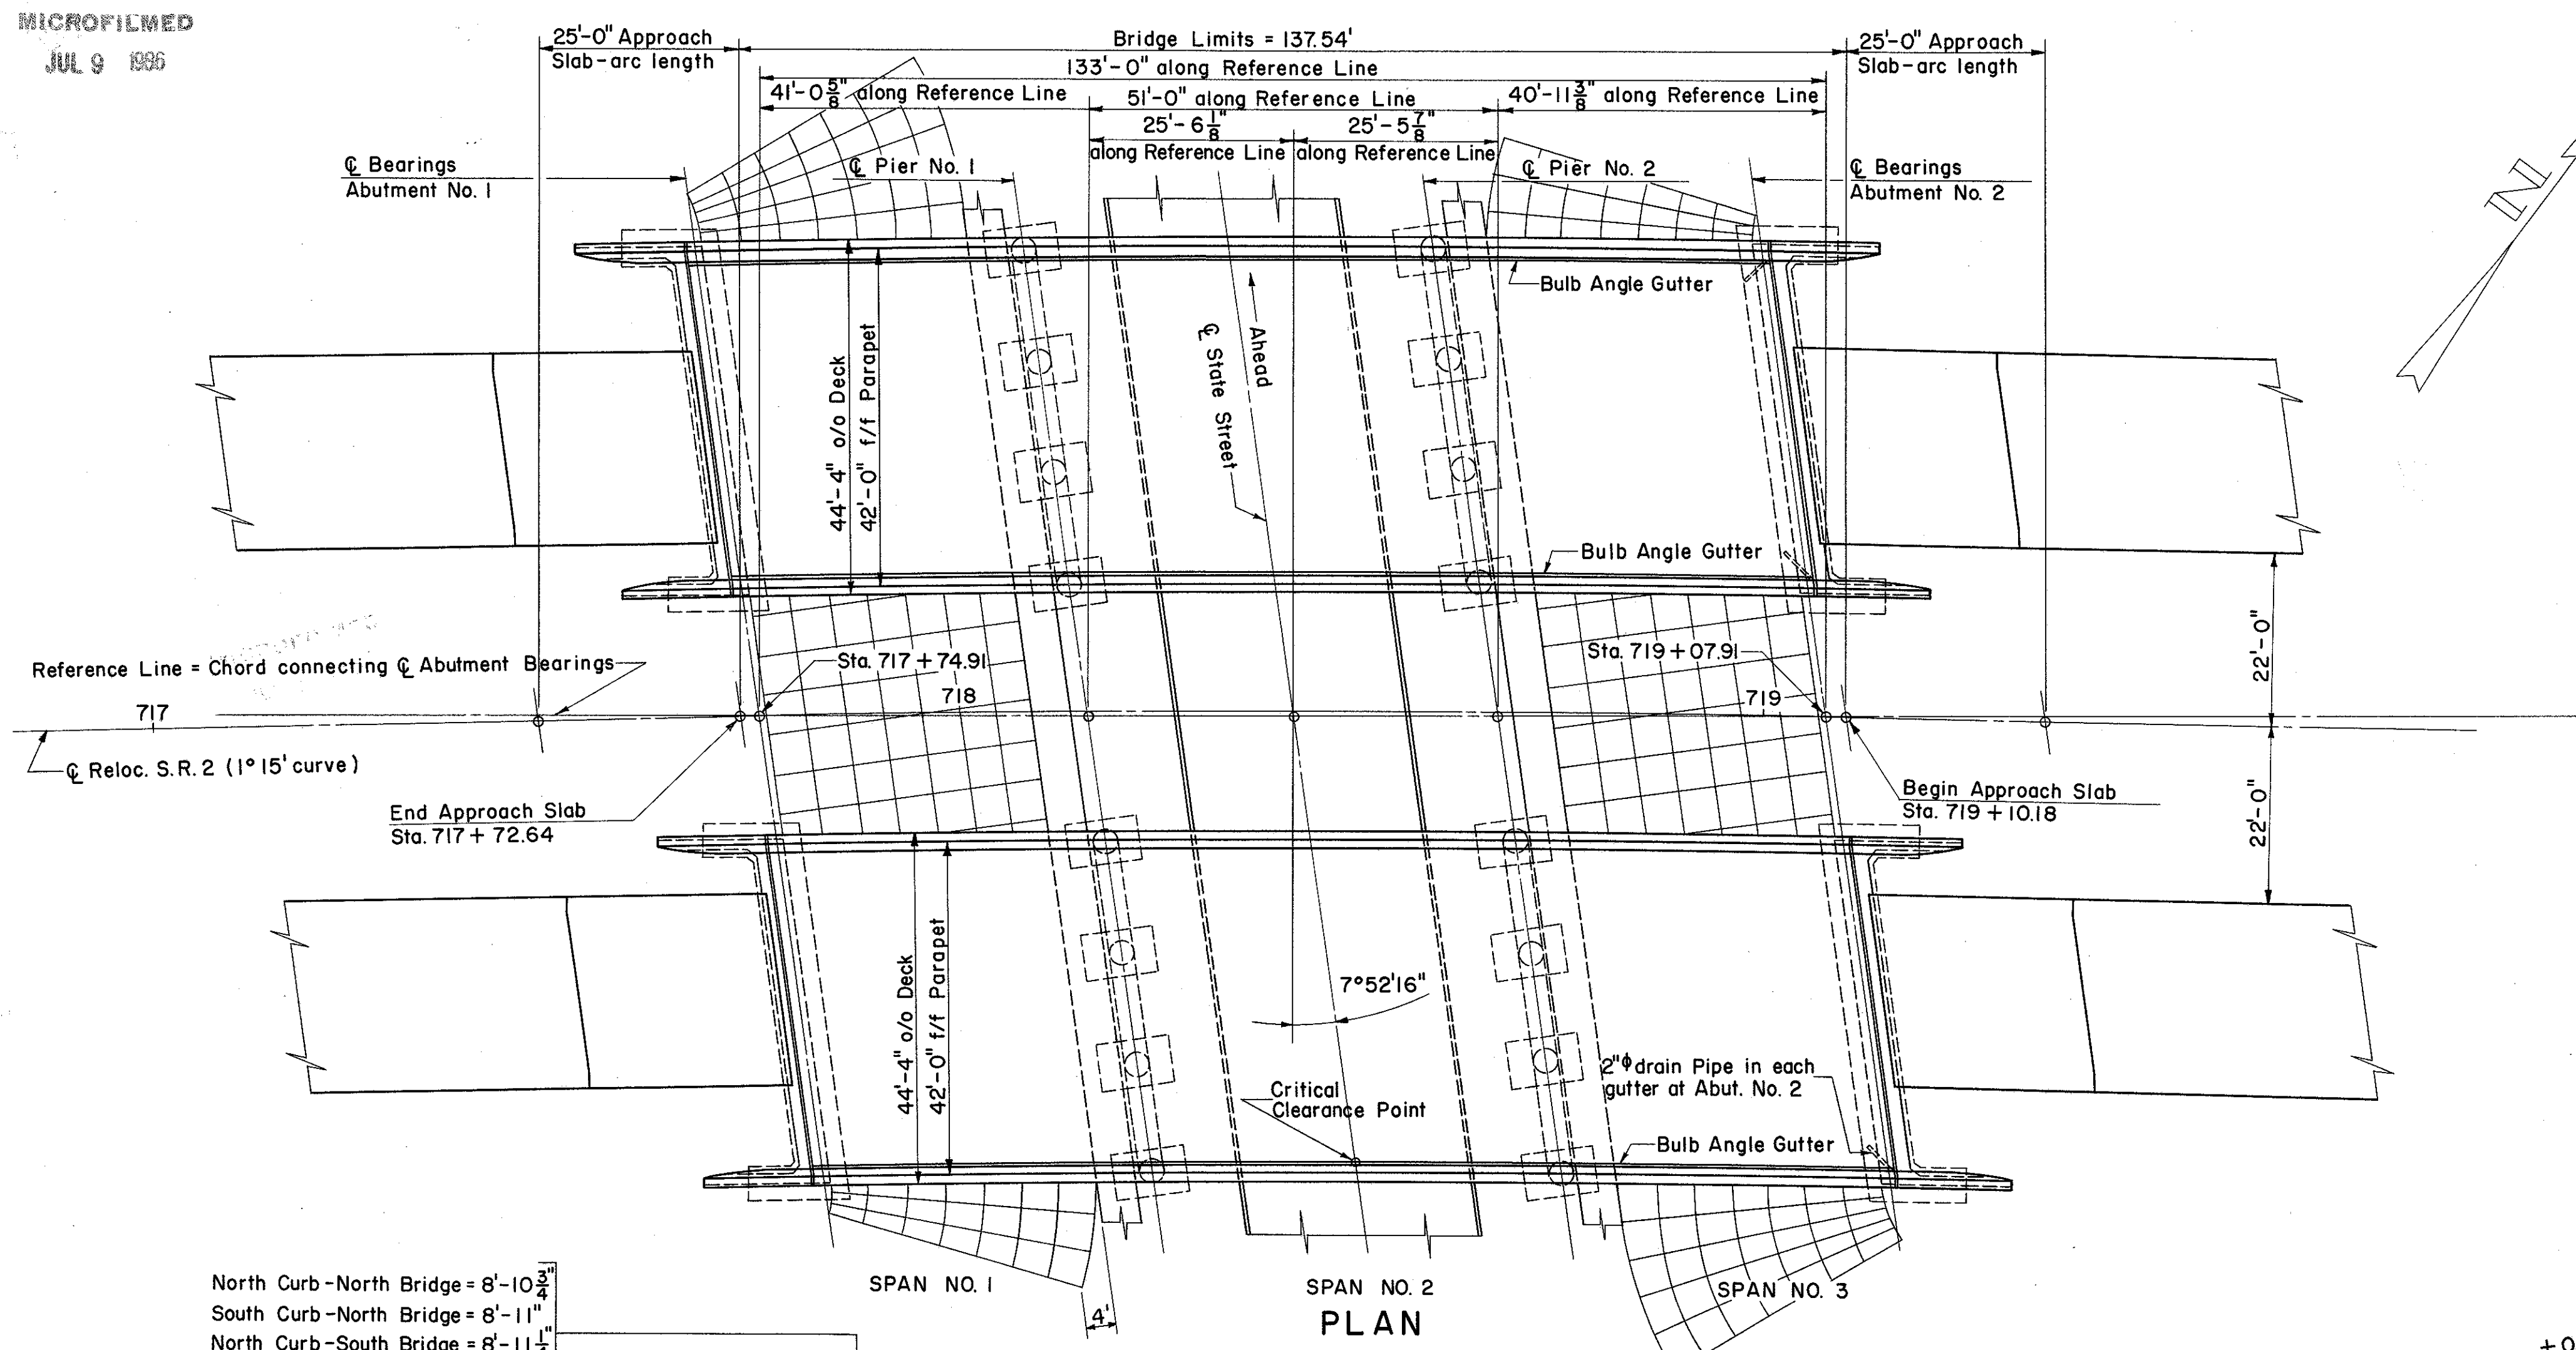 MICROFILMED
JUL 9 1986
25'-0" Approach
Slab-arc length
Bridge Limits = 137.54'
25'-0" Approach
Slab-arc length
133'-0" along Reference Line
41'-0 5/8" along Reference Line
51'-0" along Reference Line
40'-11 3/8" along Reference Line
25'-6 1/8"
along Reference Line
25'-5 7/8"
along Reference Line
℄ Bearings
Abutment No. 1
℄ Pier No. 1
℄ Pier No. 2
℄ Bearings
Abutment No. 2
N
Bulb Angle Gutter
44'-4" o/o Deck
42'-0" f/f Parapet
℄ State Street
Ahead
Bulb Angle Gutter
22'-0"
Reference Line = Chord connecting ℄ Abutment Bearings
Sta. 717 + 74.91
Sta. 719 + 07.91
717
718
719
℄ Reloc. S.R. 2 (1° 15' curve)
End Approach Slab
Sta. 717 + 72.64
Begin Approach Slab
Sta. 719 + 10.18
22'-0"
44'-4" o/o Deck
42'-0" f/f Parapet
7°52'16"
2"ϕ drain Pipe in each
gutter at Abut. No. 2
Critical
Clearance Point
Bulb Angle Gutter
North Curb-North Bridge = 8'-10 3/4"
South Curb-North Bridge = 8'-11"
North Curb-South Bridge = 8'-11
SPAN NO. 1
SPAN NO. 2
SPAN NO. 3
4'
PLAN